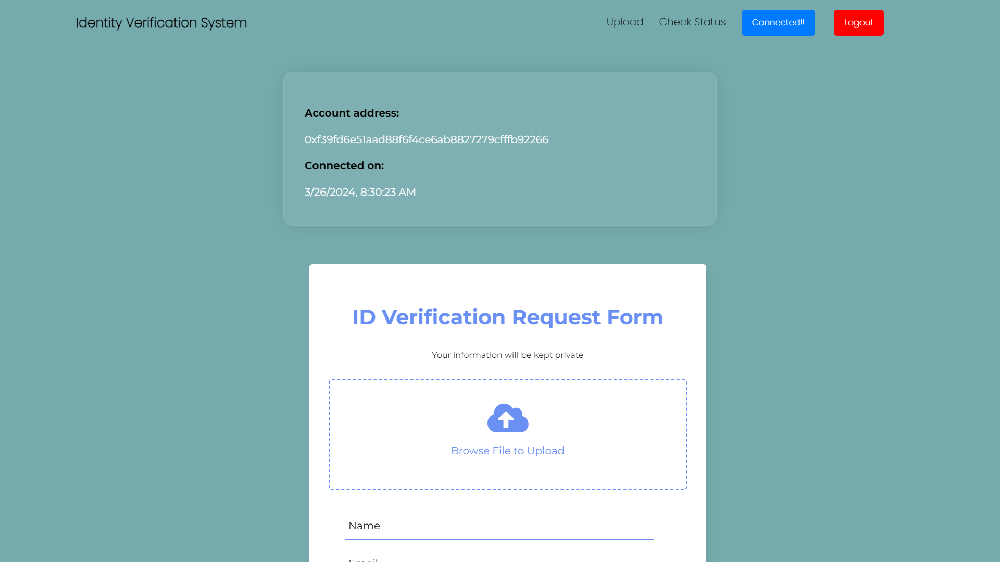 Identity Verification System
Upload
Check Status
Connected!!
Logout
Account address:
0xf39fd6e51aad88f6f4ce6ab8827279cfffb92266
Connected on:
3/26/2024, 8:30:23 AM
ID Verification Request Form
Your information will be kept private
Browse File to Upload
Name
Email